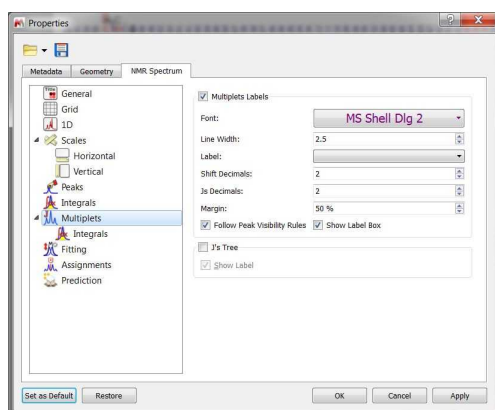 Properties
Metadata Geometry NMR Spectrum
General
Grid
1D
Scales
Horizontal
Vertical
Peaks
Integrals
Multiplets
Integrals
Fitting
Assignments
Prediction
Multiplets Labels
Font: MS Shell Dlg 2
Line Width: 2.5
Label:
Shift Decimals: 2
Js Decimals: 2
Margin: 50 %
Follow Peak Visibility Rules Show Label Box
J's Tree
Show Label
Set as Default Restore OK Cancel Apply